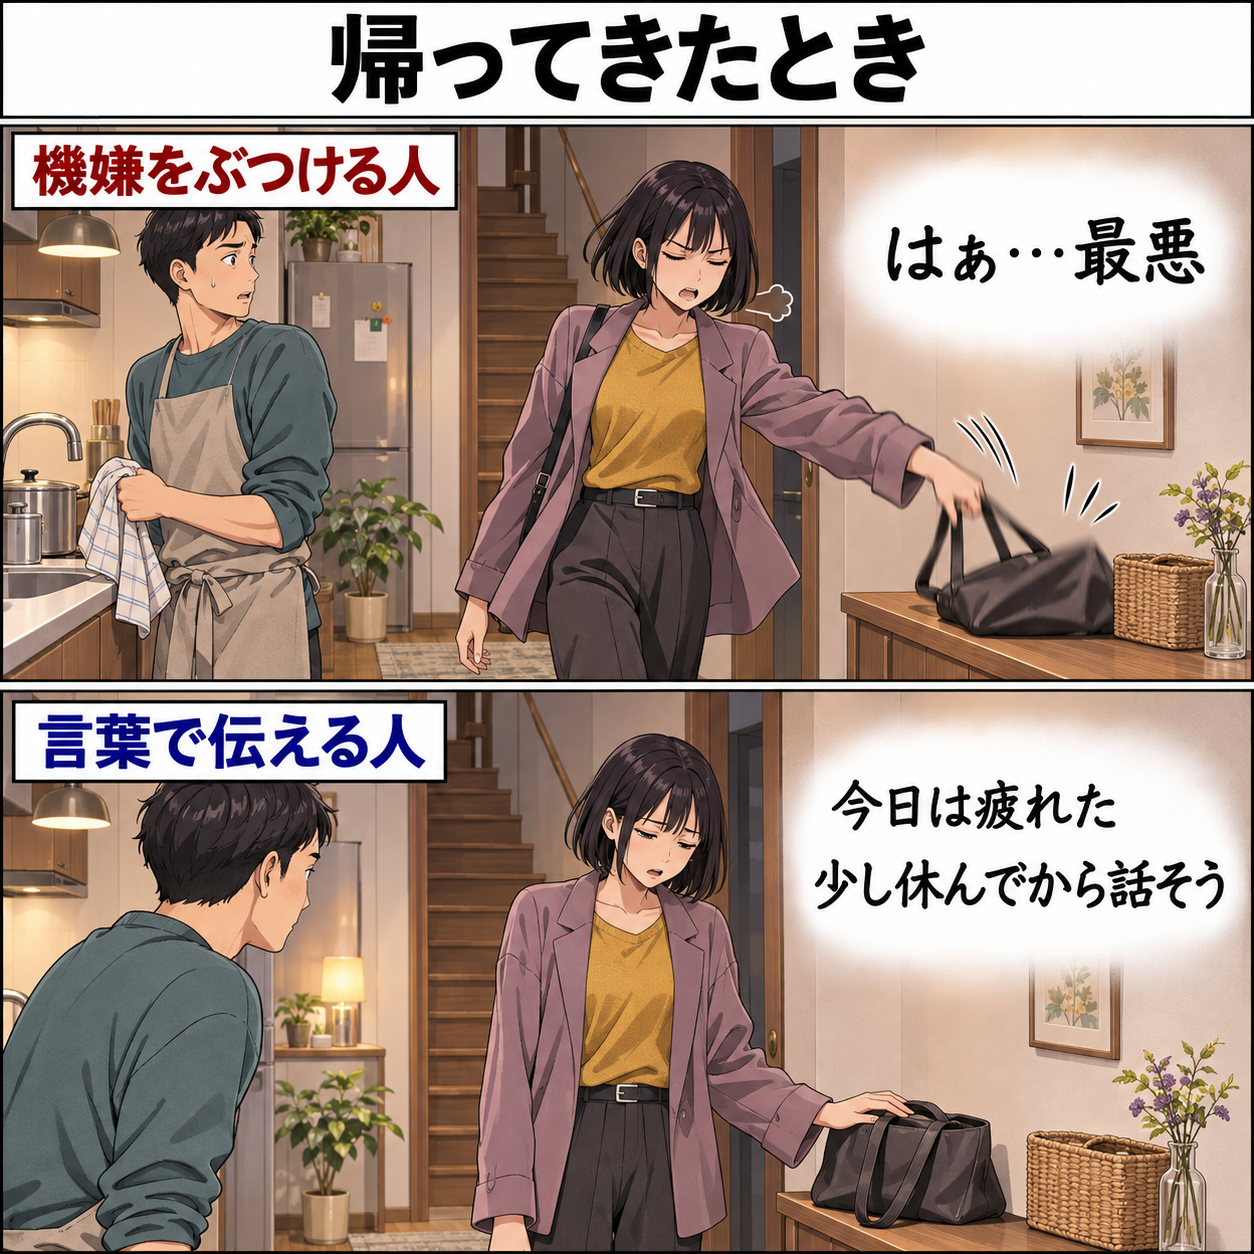 帰ってきたとき
機嫌をぶつける人
はぁ…最悪
言葉で伝える人
今日は疲れた
少し休んでから話そう